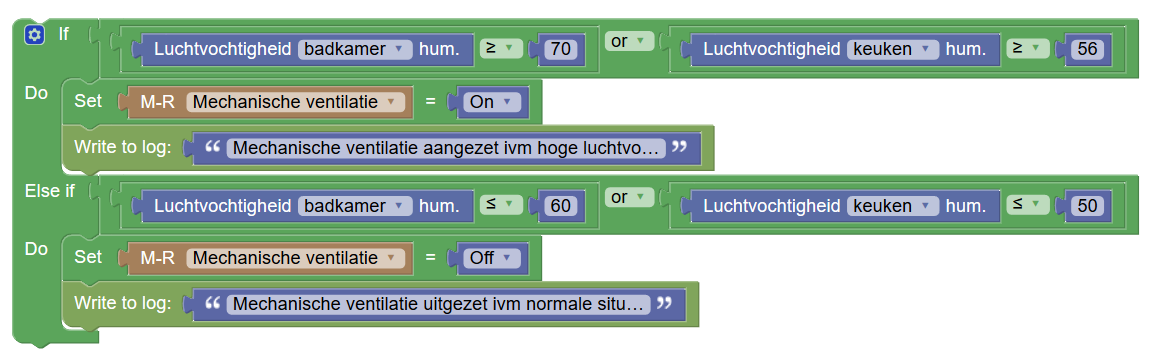 If Luchtvochtigheid badkamer ▾ hum. ≥ ▾ 70 or ▾ Luchtvochtigheid keuken ▾ hum. ≥ ▾ 56
Do Set M-R Mechanische ventilatie ▾ = On ▾
Write to log: “ Mechanische ventilatie aangezet ivm hoge luchtvo... ”
Else if Luchtvochtigheid badkamer ▾ hum. ≤ ▾ 60 or ▾ Luchtvochtigheid keuken ▾ hum. ≤ ▾ 50
Do Set M-R Mechanische ventilatie ▾ = Off ▾
Write to log: “ Mechanische ventilatie uitgezet ivm normale situ... ”